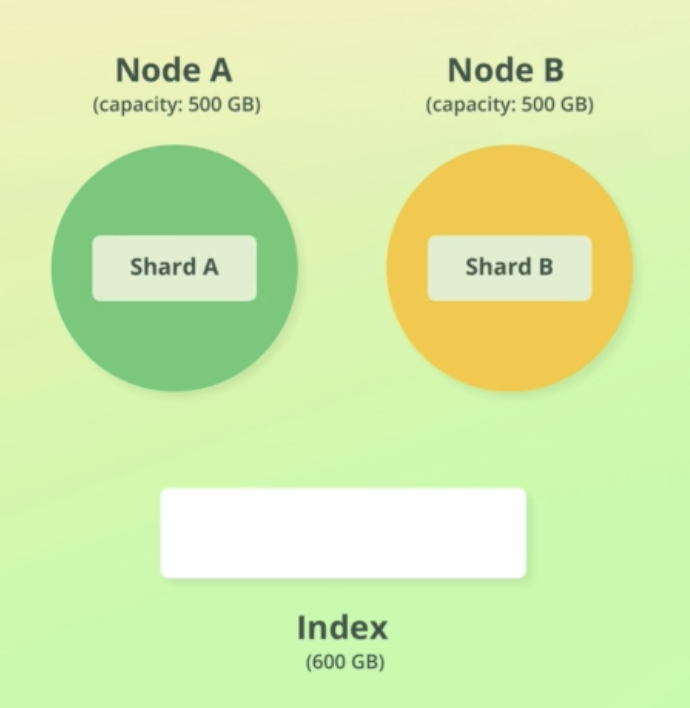 Node A
(capacity: 500 GB)
Node B
(capacity: 500 GB)
Shard A
Shard B
Index
(600 GB)